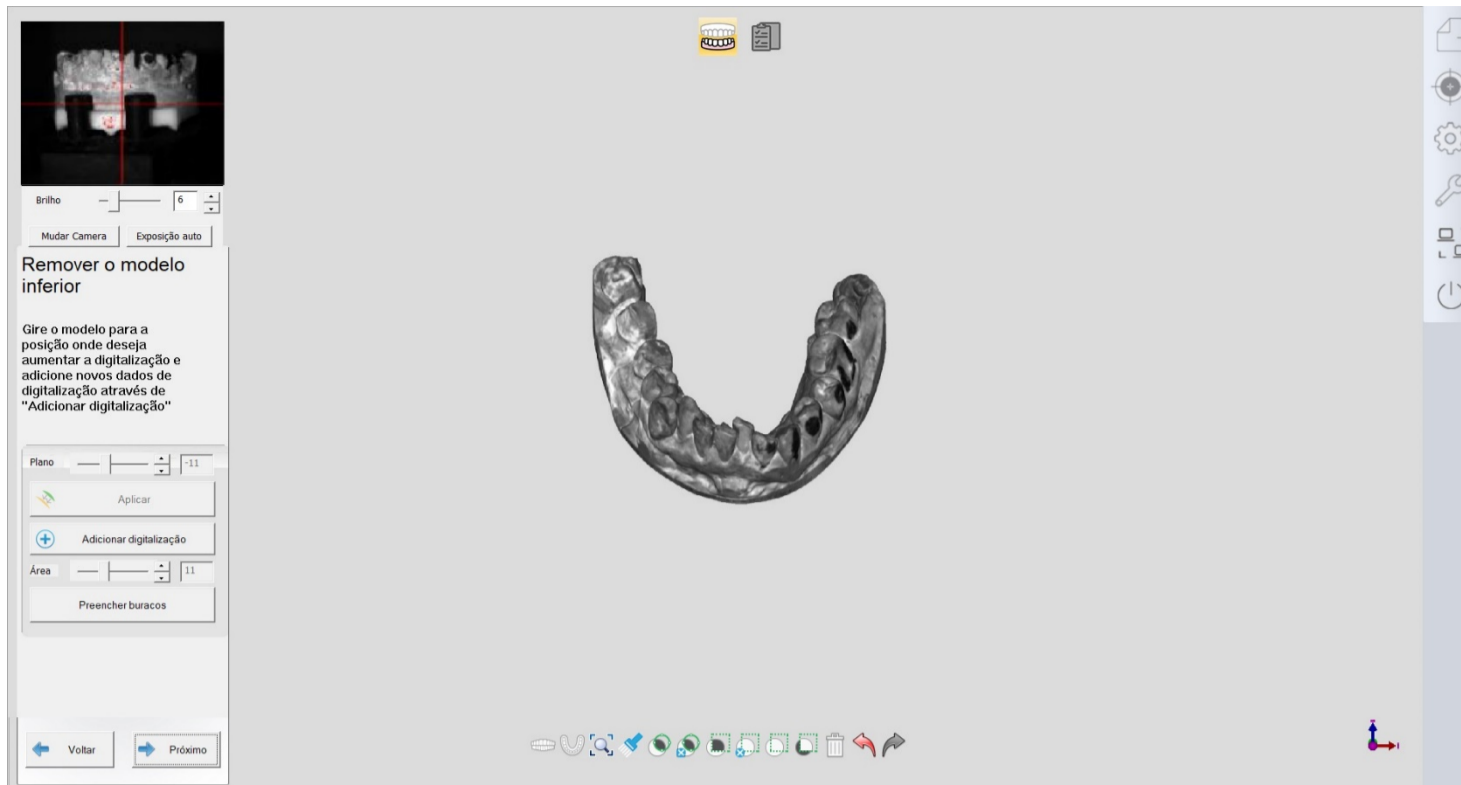 Brilho
6
Mudar Camera
Exposição auto
Remover o modelo
inferior
Gire o modelo para a
posição onde deseja
aumentar a digitalização e
adicione novos dados de
digitalização através de
"Adicionar digitalização"
Plano
-11
Aplicar
Adicionar digitalização
Área
11
Preencher buracos
Voltar
Próximo